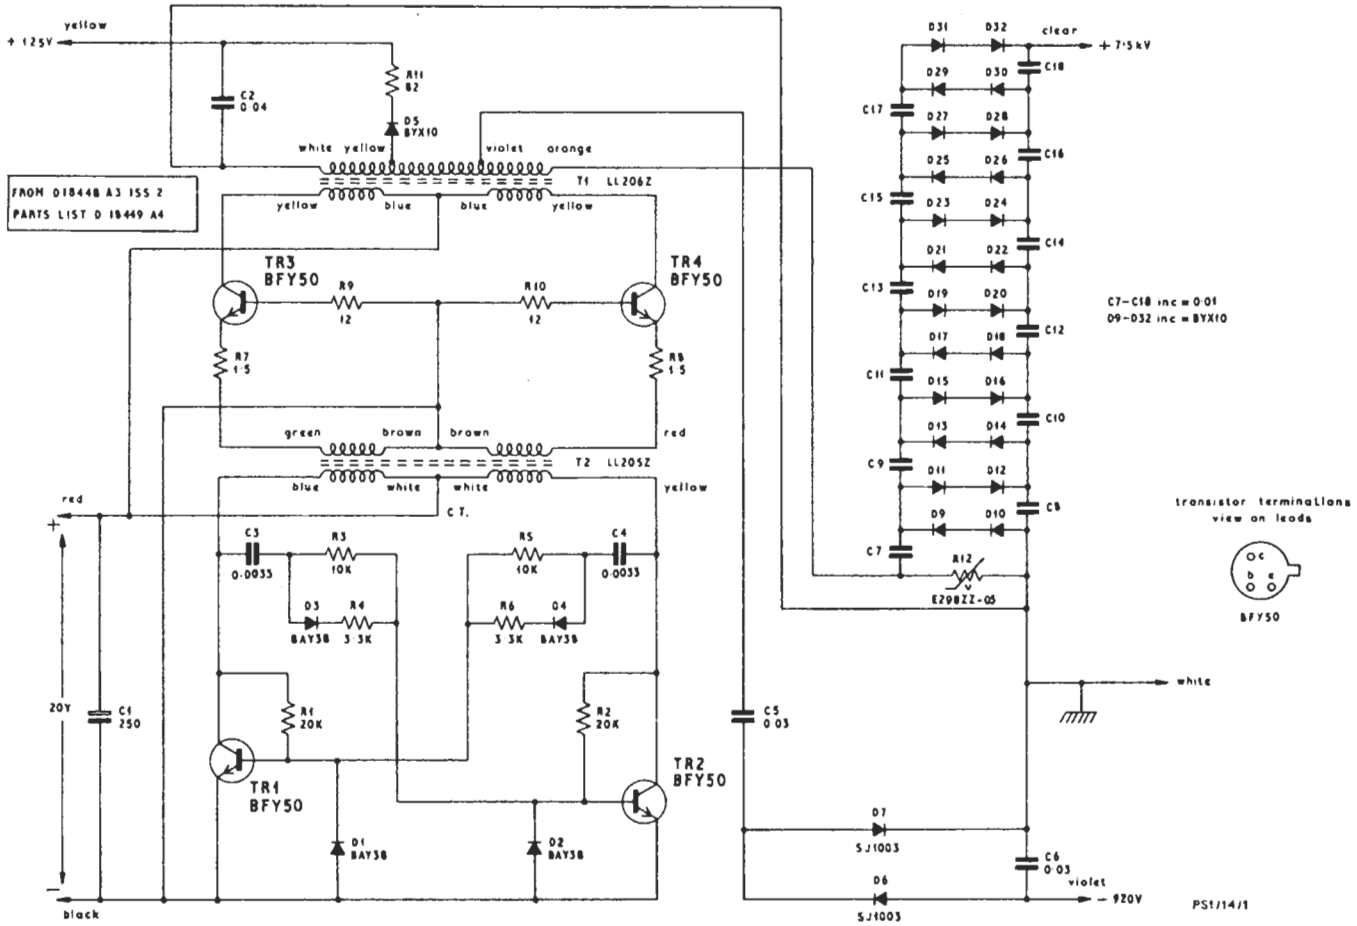 yellow
+ 125V
C2
0.04
R11
82
D5
BYX10
white yellow violet orange
T1 LL206Z
yellow blue blue yellow
FROM D18448 A3 ISS 2
PARTS LIST D 18449 A4
TR3
BFY50
TR4
BFY50
R9
12
R10
12
R7
1.5
R8
1.5
green brown brown red
T2 LL205Z
blue white white yellow
C.T.
red
+
20V
−
black
C1
250
C3
0.0033
R3
10K
R5
10K
C4
0.0033
D3
BAY38
R4
3.3K
R6
3.3K
D4
BAY38
R1
20K
R2
20K
TR1
BFY50
TR2
BFY50
D1
BAY38
D2
BAY38
D31 D32
clear
+ 7.5kV
C18
D29 D30
C17
D27 D28
C16
D25 D26
C15
D23 D24
C14
D21 D22
C13
D19 D20
C12
D17 D18
C11
D15 D16
C10
D13 D14
C9
D11 D12
C8
D9 D10
C7
R12
V
E298ZZ-05
C7-C18 inc = 0.01
D9-D32 inc = BYX10
transistor terminations
view on leads
c
b e
BFY50
white
C5
0.03
D7
SJ1003
C6
0.03
D6
SJ1003
violet
- 920V
PS1/14/1